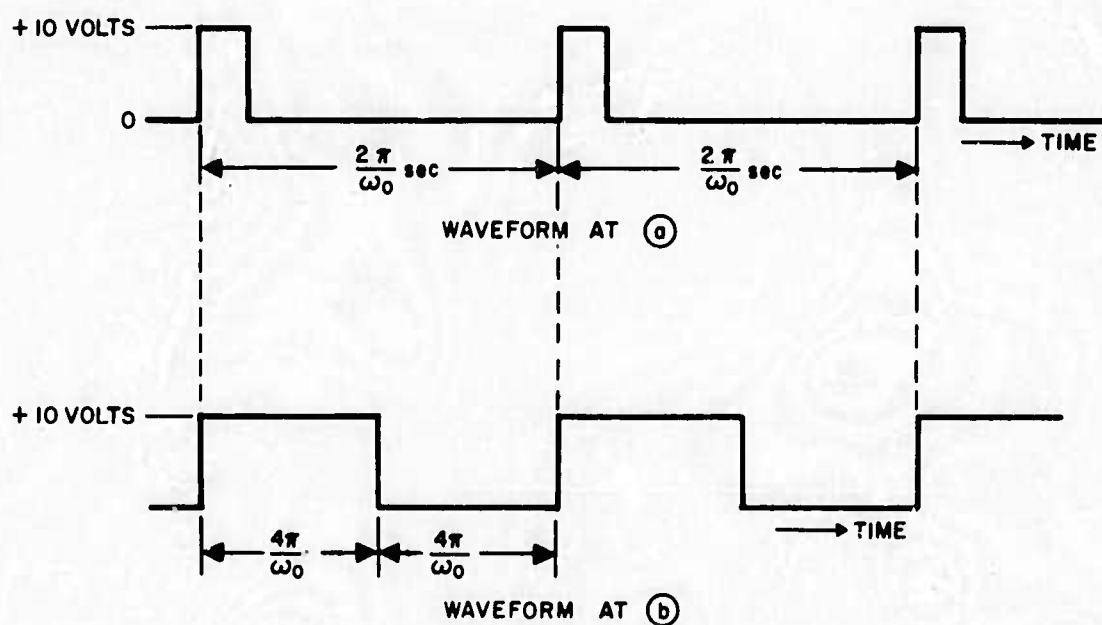 + 10 VOLTS
0
TIME
2π/ω₀ sec
2π/ω₀ sec
WAVEFORM AT ⓐ
+ 10 VOLTS
TIME
4π/ω₀
4π/ω₀
WAVEFORM AT ⓑ